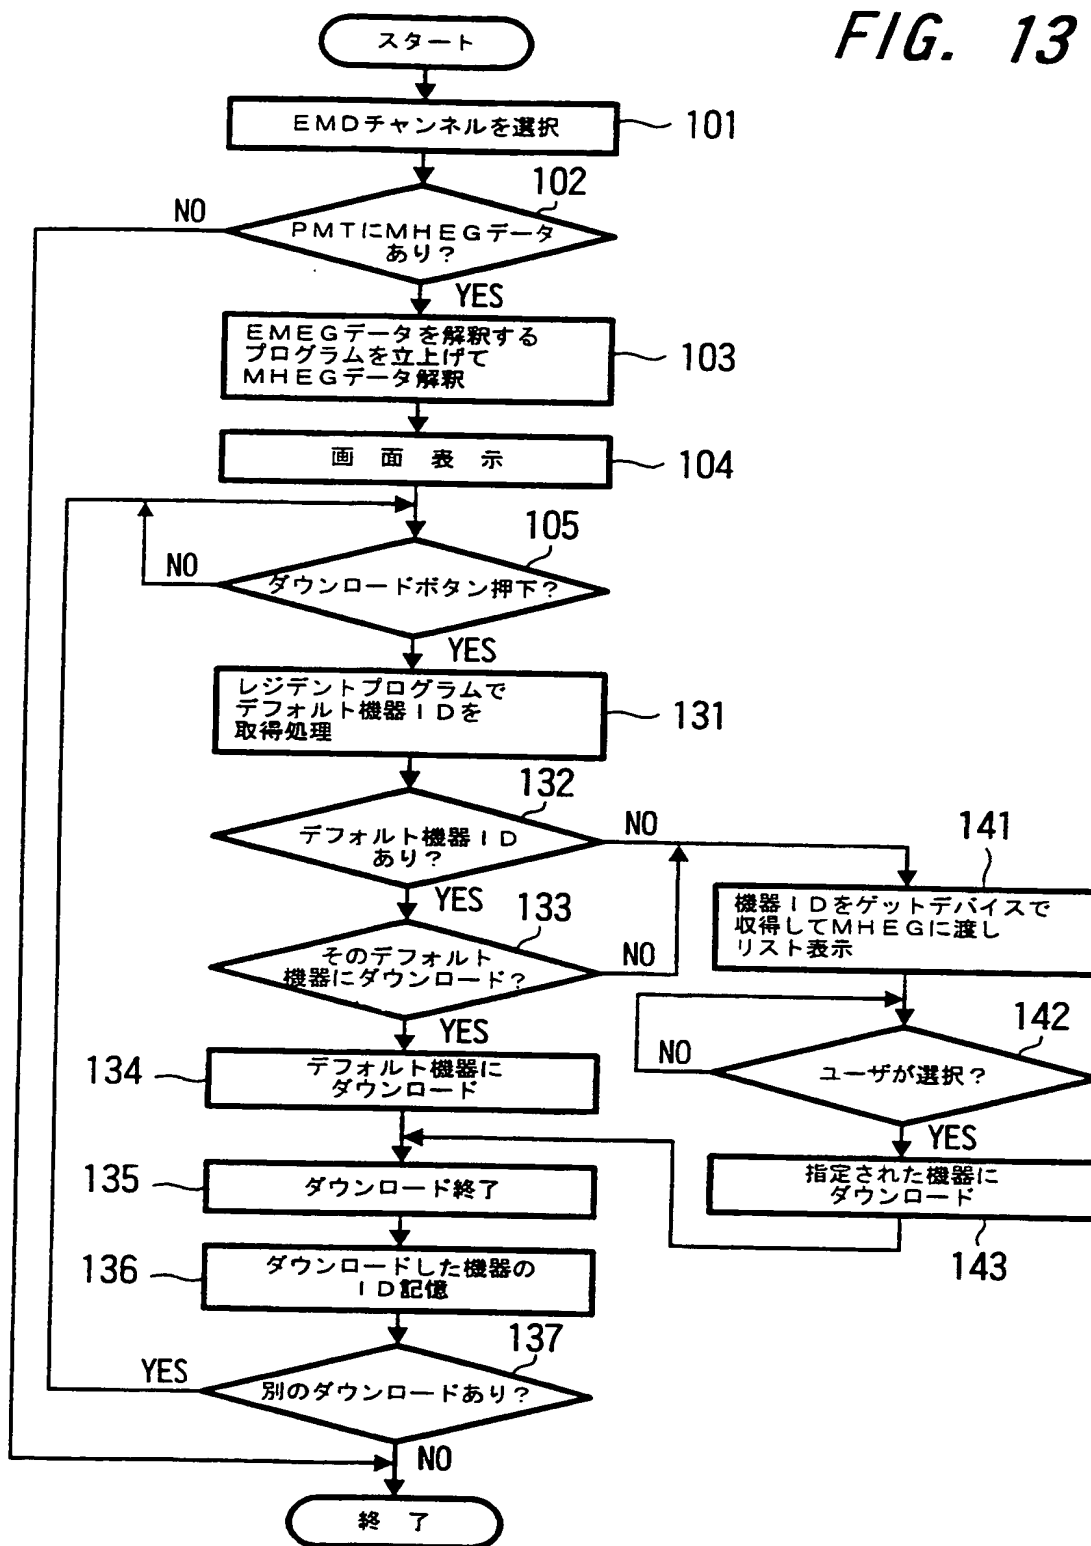 FIG. 13
スタート
EMDチャンネルを選択
101
102
NO
PMTにMHEGデータ
あり?
YES
EMEGデータを解釈する
プログラムを立上げて
MHEGデータ解釈
103
画面表示
104
105
NO
ダウンロードボタン押下?
YES
レジデントプログラムで
デフォルト機器IDを
取得処理
131
132
NO
デフォルト機器ID
あり?
YES
133
そのデフォルト
機器にダウンロード?
NO
YES
141
機器IDをゲットデバイスで
取得してMHEGに渡し
リスト表示
142
NO
ユーザが選択?
YES
指定された機器に
ダウンロード
143
134
デフォルト機器に
ダウンロード
135
ダウンロード終了
136
ダウンロードした機器の
ID記憶
137
YES
別のダウンロードあり?
NO
終了